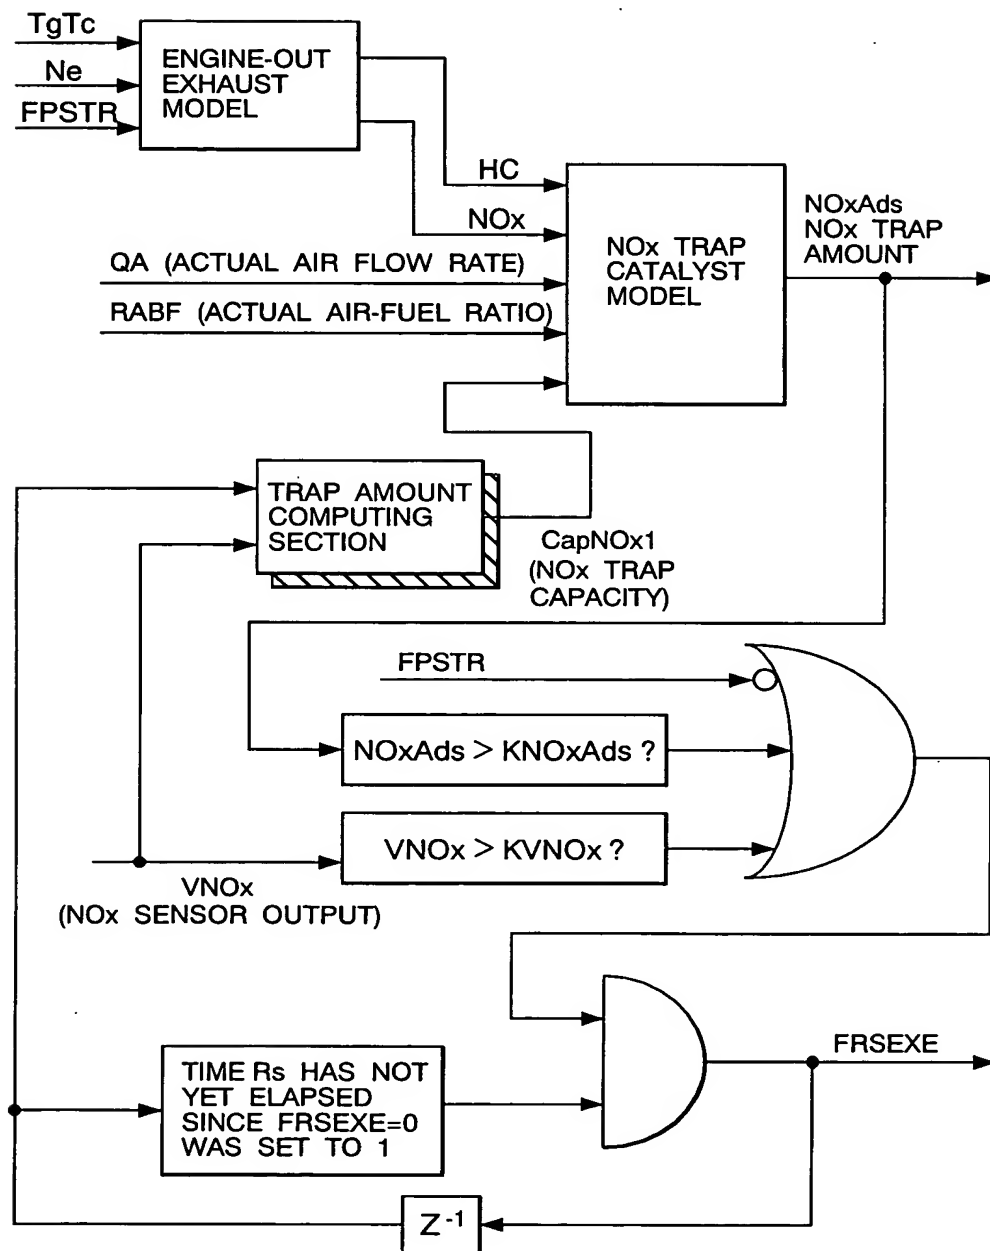 TgTc
Ne
FPSTR
ENGINE-OUT
EXHAUST
MODEL
HC
NOx
QA (ACTUAL AIR FLOW RATE)
RABF (ACTUAL AIR-FUEL RATIO)
NOx TRAP
CATALYST
MODEL
NOxAds
NOx TRAP
AMOUNT
TRAP AMOUNT
COMPUTING
SECTION
CapNOx1
(NOx TRAP
CAPACITY)
FPSTR
NOxAds > KNOxAds ?
VNOx > KVNOx ?
VNOx
(NOx SENSOR OUTPUT)
TIME Rs HAS NOT
YET ELAPSED
SINCE FRSEXE=0
WAS SET TO 1
FRSEXE
Z⁻¹